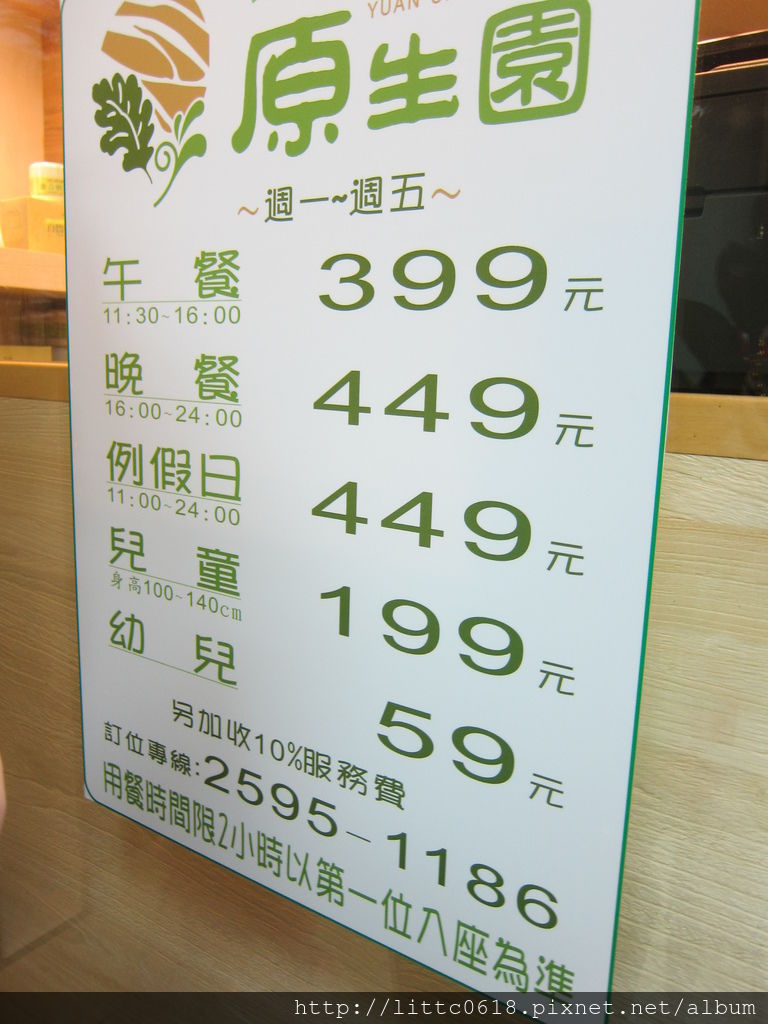 YUAN
原生園
～週一~週五～
午餐 399元
11:30~16:00
晚餐 449元
16:00~24:00
例假日 449元
11:00~24:00
兒童 199元
身高100~140cm
幼兒 59元
另加收10%服務費
訂位專線:2595-1186
用餐時間限2小時以第一位入座為準
http://littc0618.pixnet.net/album